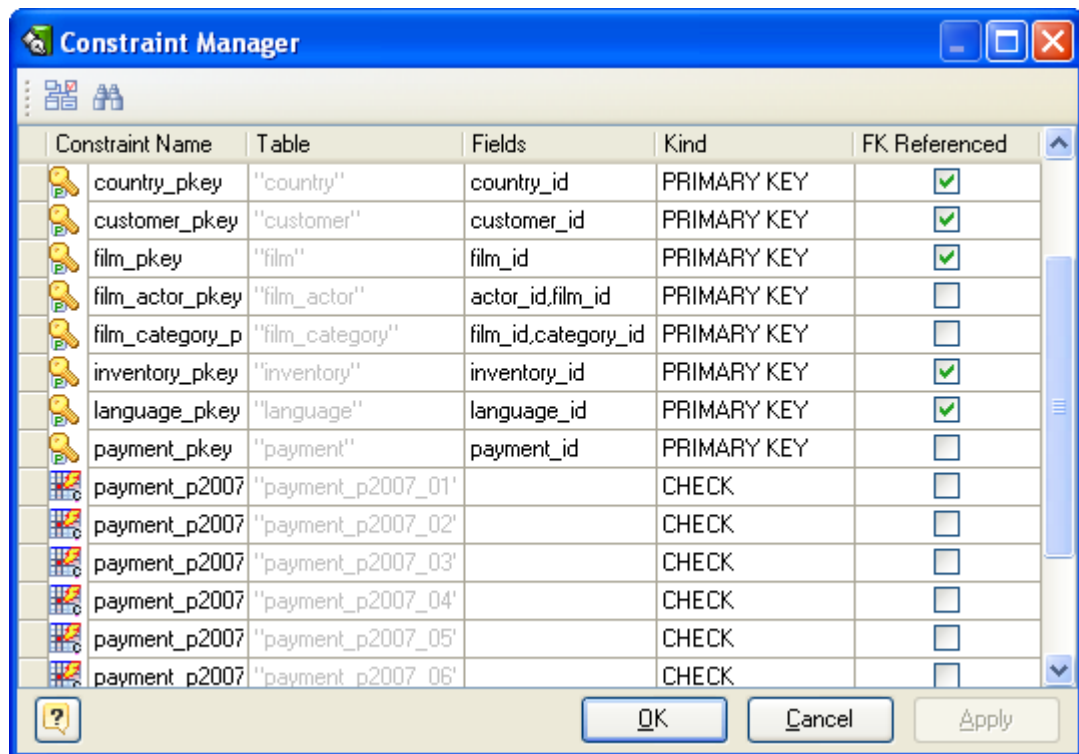 Constraint Manager
Constraint Name Table Fields Kind FK Referenced
country_pkey "country" country_id PRIMARY KEY
customer_pkey "customer" customer_id PRIMARY KEY
film_pkey "film" film_id PRIMARY KEY
film_actor_pkey "film_actor" actor_id,film_id PRIMARY KEY
film_category_p "film_category" film_id,category_id PRIMARY KEY
inventory_pkey "inventory" inventory_id PRIMARY KEY
language_pkey "language" language_id PRIMARY KEY
payment_pkey "payment" payment_id PRIMARY KEY
payment_p2007 "payment_p2007_01' CHECK
payment_p2007 "payment_p2007_02' CHECK
payment_p2007 "payment_p2007_03' CHECK
payment_p2007 "payment_p2007_04' CHECK
payment_p2007 "payment_p2007_05' CHECK
payment_p2007 "payment_p2007_06' CHECK
? OK Cancel Apply